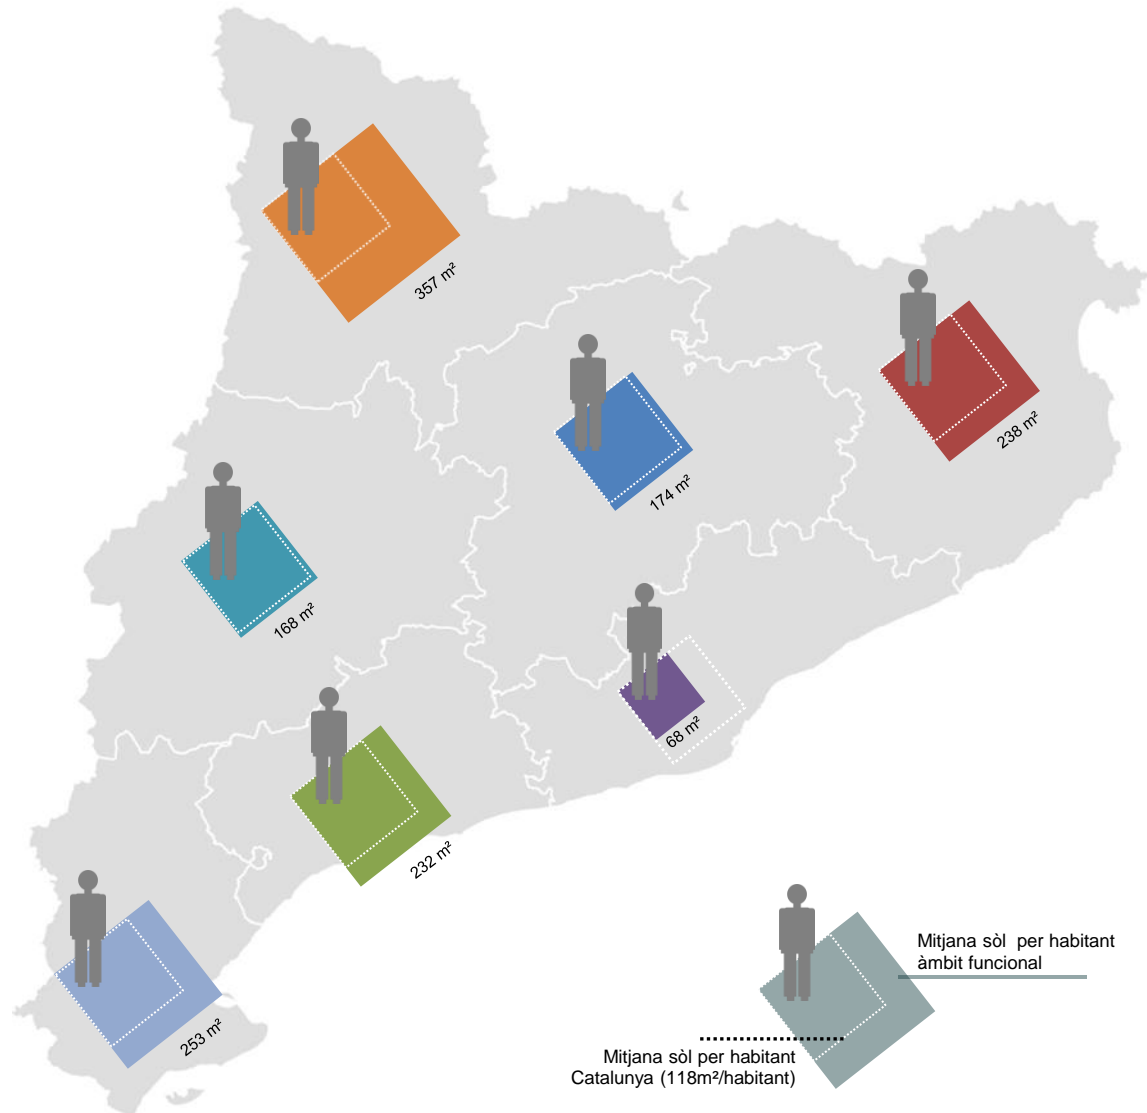 357 m²
238 m²
174 m²
168 m²
68 m²
232 m²
253 m²
Mitjana sòl per habitant
àmbit funcional
Mitjana sòl per habitant
Catalunya (118m²/habitant)